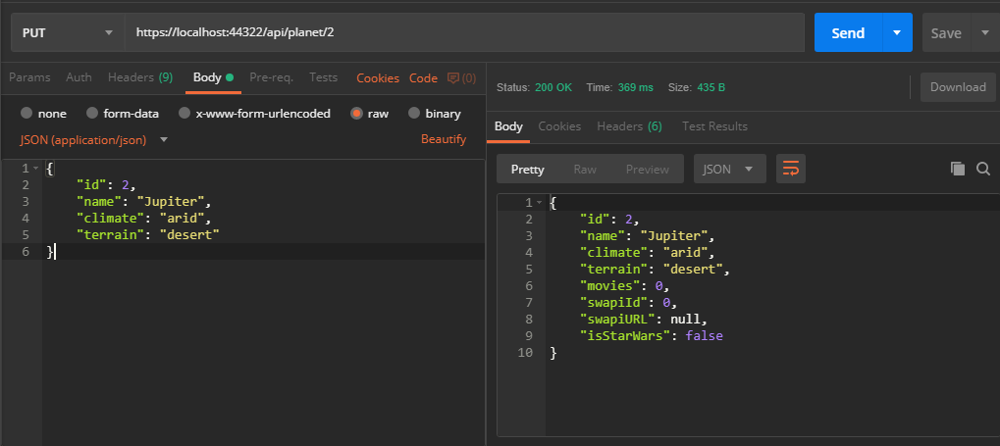 PUT https://localhost:44322/api/planet/2 Send Save
Params Auth Headers (9) Body Pre-req. Tests Cookies Code (0)
none form-data x-www-form-urlencoded raw binary
JSON (application/json) Beautify
1 {
2 "id": 2,
3 "name": "Jupiter",
4 "climate": "arid",
5 "terrain": "desert"
6 }
Status: 200 OK Time: 369 ms Size: 435 B Download
Body Cookies Headers (6) Test Results
Pretty Raw Preview JSON
1 {
2 "id": 2,
3 "name": "Jupiter",
4 "climate": "arid",
5 "terrain": "desert",
6 "movies": 0,
7 "swapiId": 0,
8 "swapiURL": null,
9 "isStarWars": false
10 }